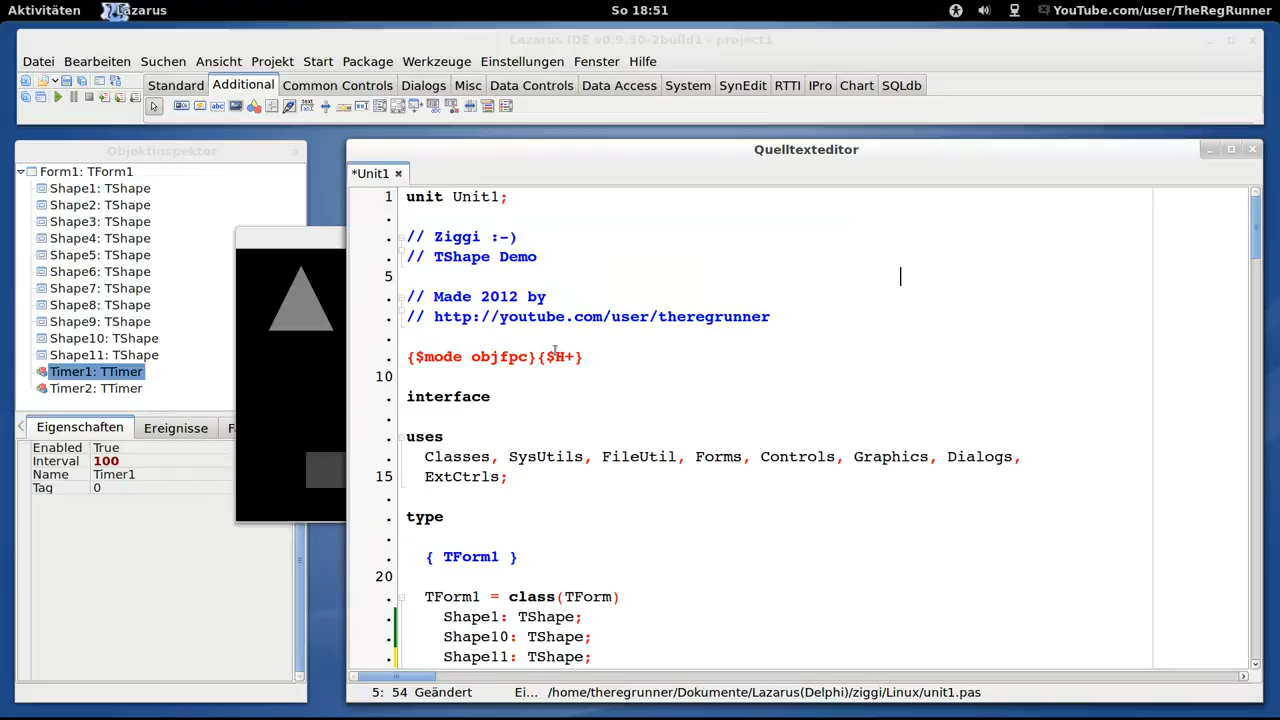 Aktivitäten Lazarus So 18:51 YouTube.com/user/TheRegRunner
Lazarus IDE v0.9.30-2build1 - project1
Datei Bearbeiten Suchen Ansicht Projekt Start Package Werkzeuge Einstellungen Fenster Hilfe
Standard Additional Common Controls Dialogs Misc Data Controls Data Access System SynEdit RTTI IPro Chart SQLdb
Objektinspektor
Form1: TForm1
Shape1: TShape
Shape2: TShape
Shape3: TShape
Shape4: TShape
Shape5: TShape
Shape6: TShape
Shape7: TShape
Shape8: TShape
Shape9: TShape
Shape10: TShape
Shape11: TShape
Timer1: TTimer
Timer2: TTimer
Eigenschaften Ereignisse
Enabled True
Interval 100
Name Timer1
Tag 0
Quelltexteditor
*Unit1
1 unit Unit1;
.
. // Ziggi :-)
. // TShape Demo
5
. // Made 2012 by
. // http://youtube.com/user/theregrunner
.
. {$mode objfpc}{$H+}
10
. interface
.
. uses
. Classes, SysUtils, FileUtil, Forms, Controls, Graphics, Dialogs,
15 ExtCtrls;
.
. type
.
. { TForm1 }
20
. TForm1 = class(TForm)
. Shape1: TShape;
. Shape10: TShape;
. Shape11: TShape;
5: 54 Geändert Ei... /home/theregrunner/Dokumente/Lazarus(Delphi)/ziggi/Linux/unit1.pas